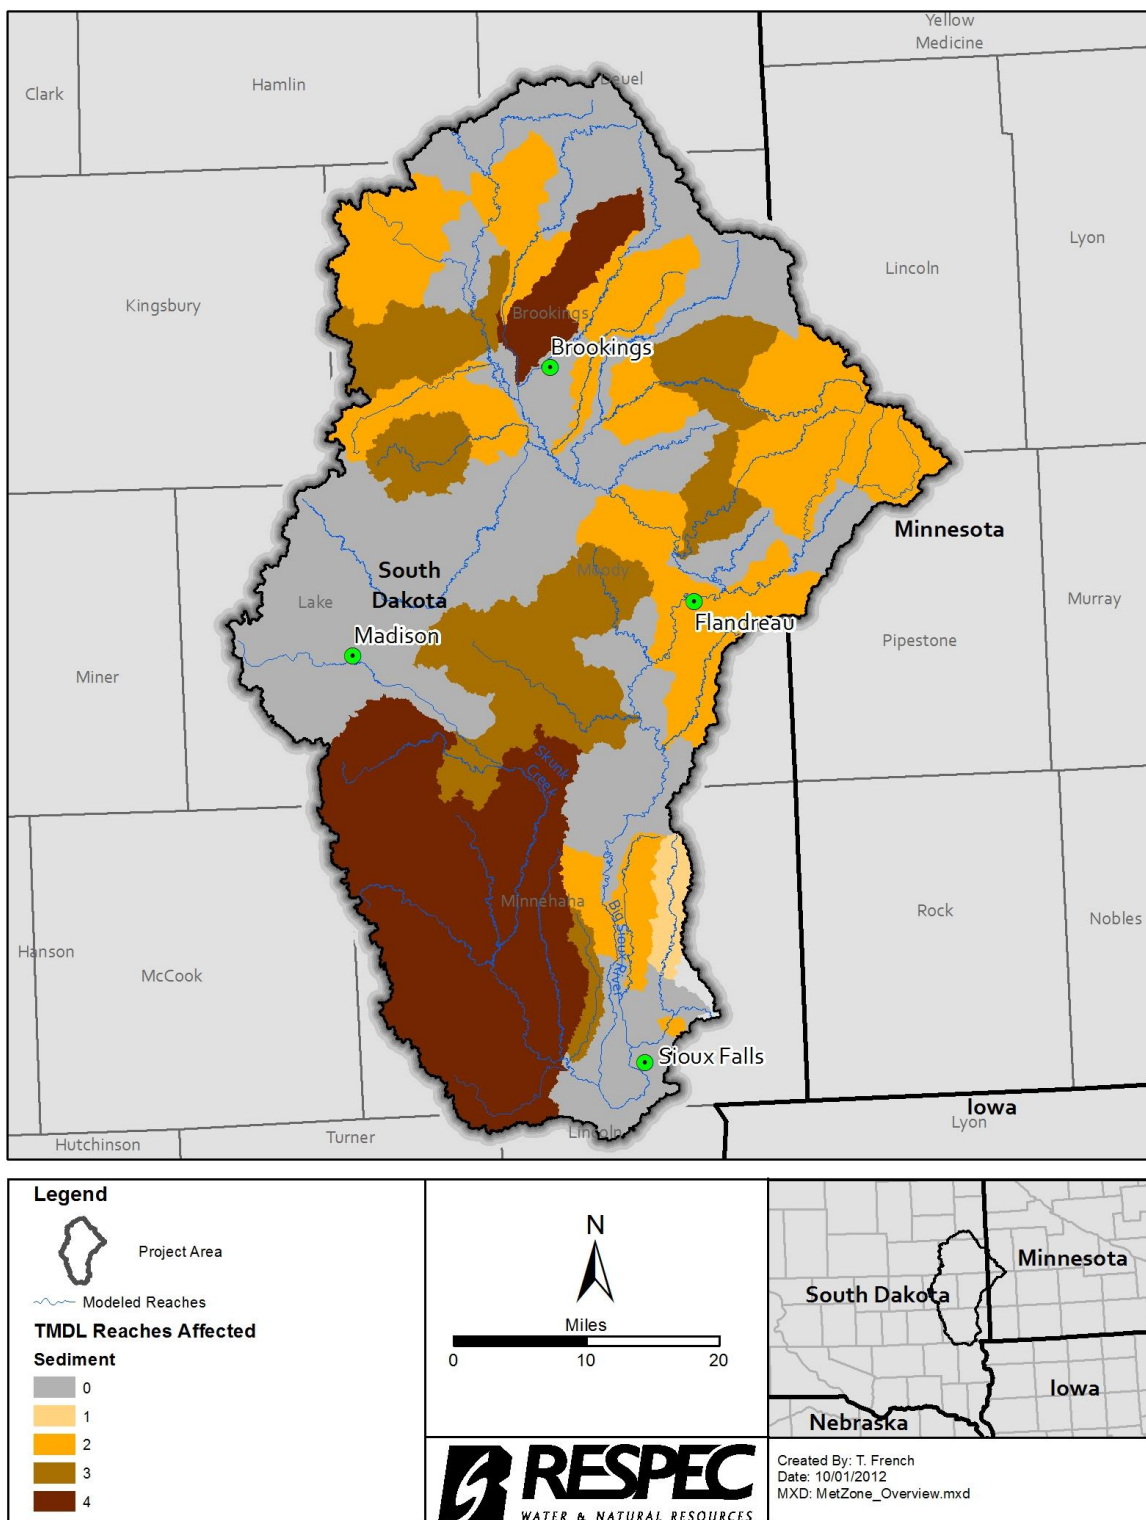 Yellow
Medicine
Deuel
Hamlin
Clark
Lyon
Lincoln
Kingsbury
Brookings
Brookings
Minnesota
South
Dakota
Moody
Lake
Murray
Flandreau
Madison
Pipestone
Miner
Skunk
Creek
Minnehaha
Big Sioux River
Rock
Nobles
Hanson
McCook
Sioux Falls
Iowa
Lyon
Lincoln
Turner
Hutchinson
Legend
Project Area
Modeled Reaches
TMDL Reaches Affected
Sediment
0
1
2
3
4
N
Miles
0 10 20
RESPEC
WATER & NATURAL RESOURCES
Minnesota
South Dakota
Iowa
Nebraska
Created By: T. French
Date: 10/01/2012
MXD: MetZone_Overview.mxd